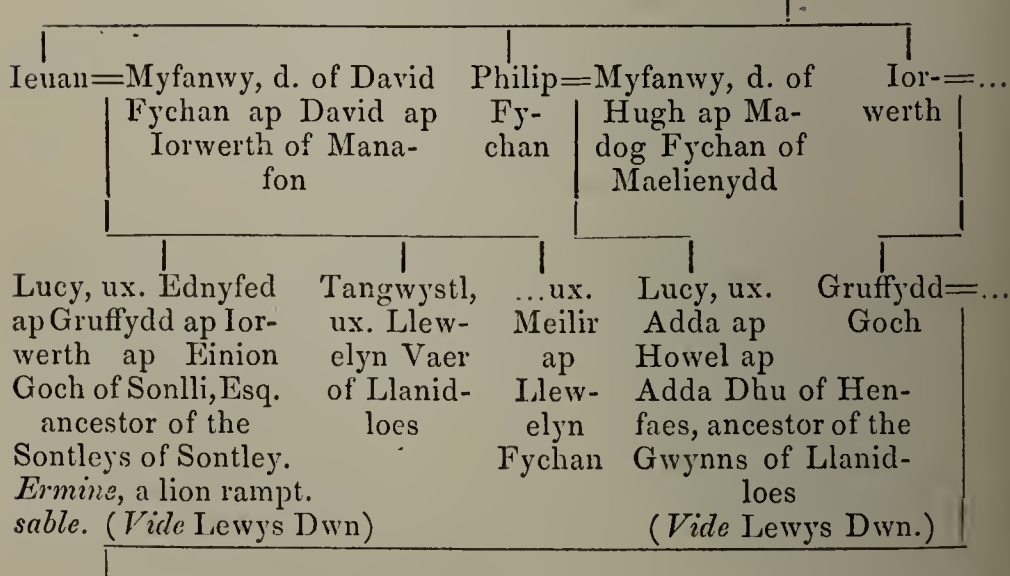 Ieuan=Myfanwy, d. of David
Fychan ap David ap
Iorwerth of Mana-
fon
Philip=Myfanwy, d. of
Fy-
chan
Hugh ap Ma-
dog Fychan of
Maelienydd
Ior-=...
werth
Lucy, ux. Ednyfed
ap Gruffydd ap Ior-
werth ap Einion
Goch of Sonlli, Esq.
ancestor of the
Sontleys of Sontley.
Ermine, a lion rampt.
sable. (Vide Lewys Dwn)
Tangwystl,
ux. Llew-
elyn Vaer
of Llanid-
loes
...ux.
Meilir
ap
Llew-
elyn
Fychan
Lucy, ux.
Adda ap
Howel ap
Adda Dhu of Hen-
faes, ancestor of the
Gwynns of Llanid-
loes
(Vide Lewys Dwn.)
Gruffydd=...
Goch